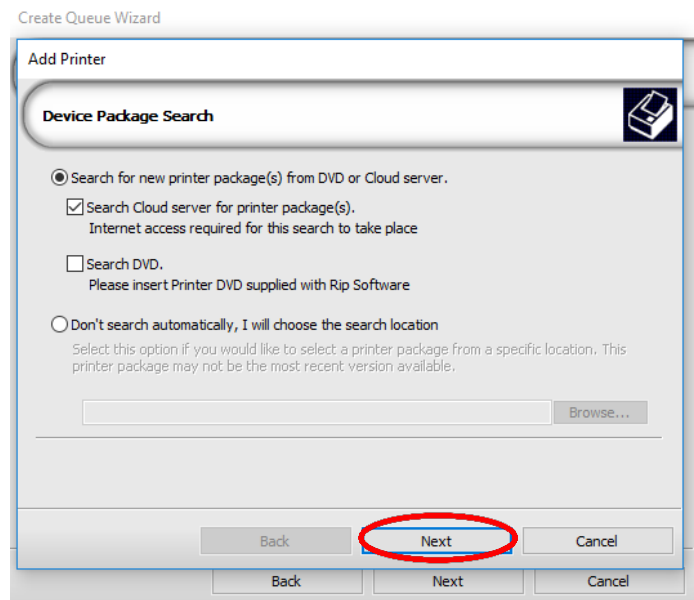 Create Queue Wizard
Add Printer
Device Package Search
Search for new printer package(s) from DVD or Cloud server.
Search Cloud server for printer package(s).
Internet access required for this search to take place
Search DVD.
Please insert Printer DVD supplied with Rip Software
Don't search automatically, I will choose the search location
Select this option if you would like to select a printer package from a specific location. This
printer package may not be the most recent version available.
Browse...
Back Next Cancel
Back Next Cancel